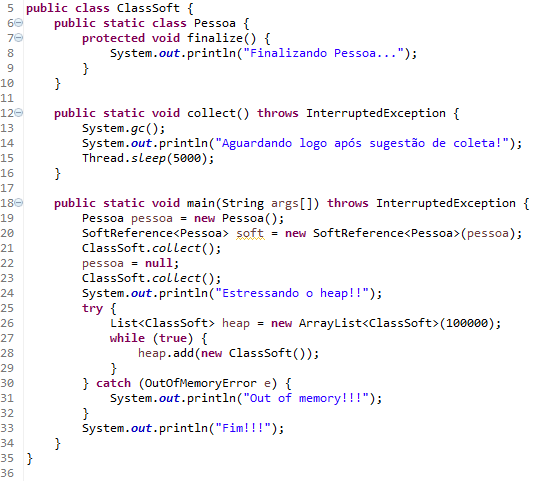 5 public class ClassSoft {
6 public static class Pessoa {
7 protected void finalize() {
8 System.out.println("Finalizando Pessoa...");
9 }
10 }
11
12 public static void collect() throws InterruptedException {
13 System.gc();
14 System.out.println("Aguardando logo após sugestão de coleta!");
15 Thread.sleep(5000);
16 }
17
18 public static void main(String args[]) throws InterruptedException {
19 Pessoa pessoa = new Pessoa();
20 SoftReference<Pessoa> soft = new SoftReference<Pessoa>(pessoa);
21 ClassSoft.collect();
22 pessoa = null;
23 ClassSoft.collect();
24 System.out.println("Estressando o heap!!");
25 try {
26 List<ClassSoft> heap = new ArrayList<ClassSoft>(100000);
27 while (true) {
28 heap.add(new ClassSoft());
29 }
30 } catch (OutOfMemoryError e) {
31 System.out.println("Out of memory!!!");
32 }
33 System.out.println("Fim!!!");
34 }
35 }
36